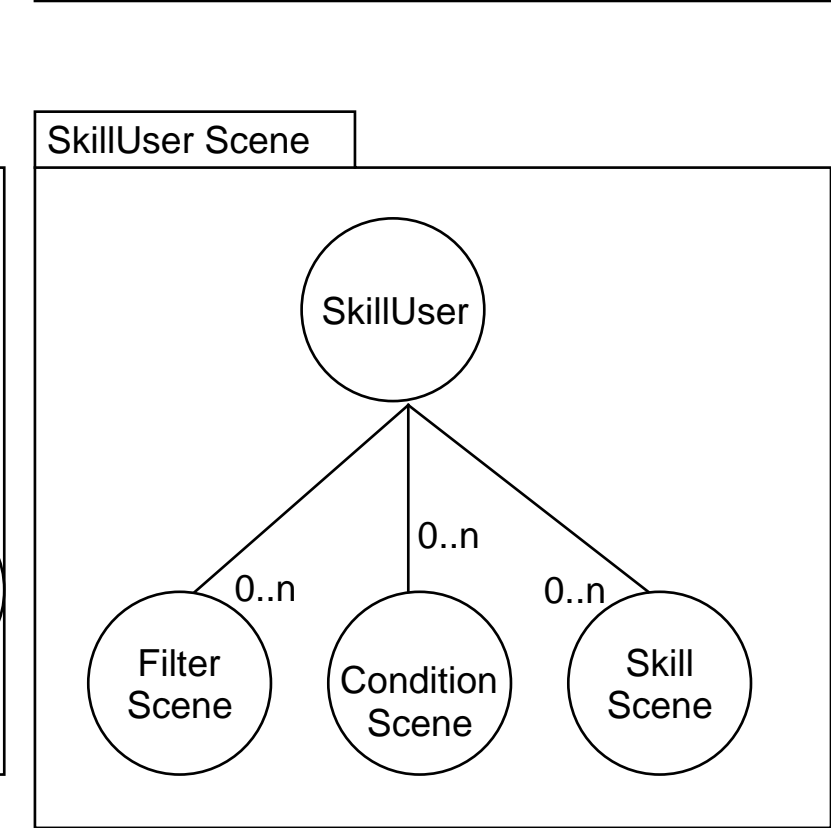 SkillUser Scene
SkillUser
0..n
0..n
0..n
Filter
Scene
Condition
Scene
Skill
Scene